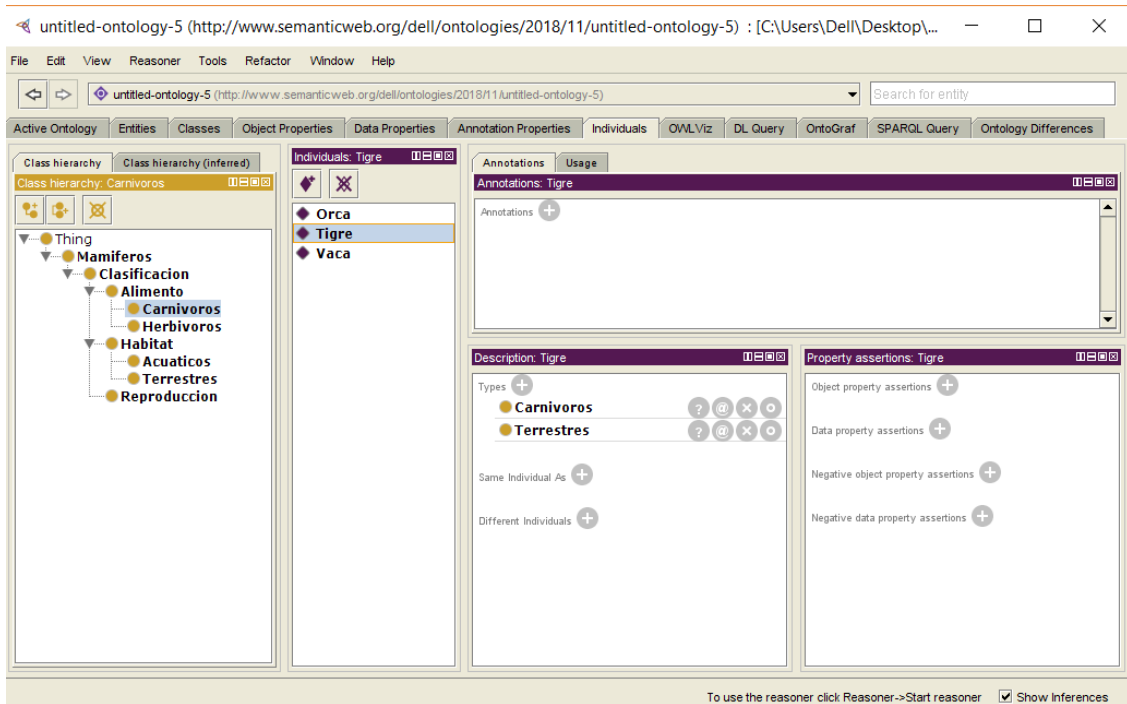 untitled-ontology-5 (http://www.semanticweb.org/dell/ontologies/2018/11/untitled-ontology-5) : [C:\Users\Dell\Desktop\...
File Edit View Reasoner Tools Refactor Window Help
untitled-ontology-5 (http://www.semanticweb.org/dell/ontologies/2018/11/untitled-ontology-5)
Search for entity
Active Ontology Entities Classes Object Properties Data Properties Annotation Properties Individuals OWLViz DL Query OntoGraf SPARQL Query Ontology Differences
Class hierarchy Class hierarchy (inferred)
Class hierarchy: Carnivoros
Thing
Mamiferos
Clasificacion
Alimento
Carnivoros
Herbivoros
Habitat
Acuaticos
Terrestres
Reproduccion
Individuals: Tigre
Orca
Tigre
Vaca
Annotations Usage
Annotations: Tigre
Annotations
Description: Tigre
Types
Carnivoros
Terrestres
Same Individual As
Different Individuals
Property assertions: Tigre
Object property assertions
Data property assertions
Negative object property assertions
Negative data property assertions
To use the reasoner click Reasoner->Start reasoner Show Inferences